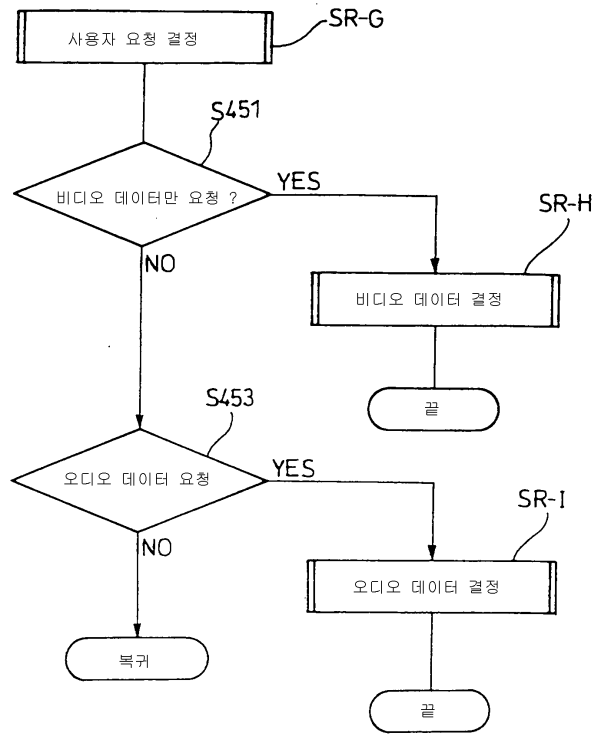 사용자 요청 결정
SR-G
S451
비디오 데이터만 요청 ?
YES
SR-H
NO
비디오 데이터 결정
끝
S453
오디오 데이터 요청
YES
SR-I
NO
오디오 데이터 결정
복귀
끝